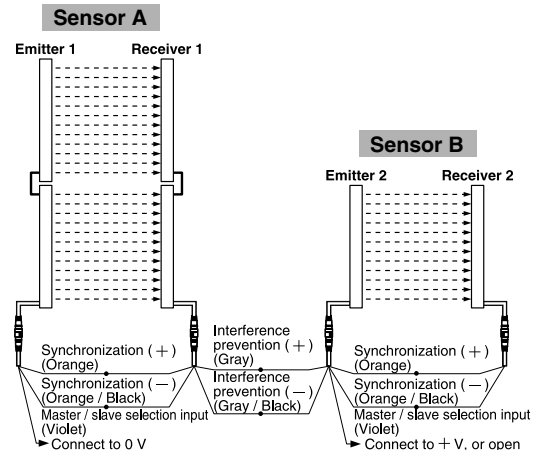 Sensor A
Emitter 1
Receiver 1
Sensor B
Emitter 2
Receiver 2
Synchronization (+)
(Orange)
Synchronization (−)
(Orange / Black)
Master / slave selection input
(Violet)
Connect to 0 V
Interference
prevention (+)
(Gray)
Interference
prevention (−)
(Gray / Black)
Synchronization (+)
(Orange)
Synchronization (−)
(Orange / Black)
Master / slave selection input
(Violet)
Connect to +V, or open